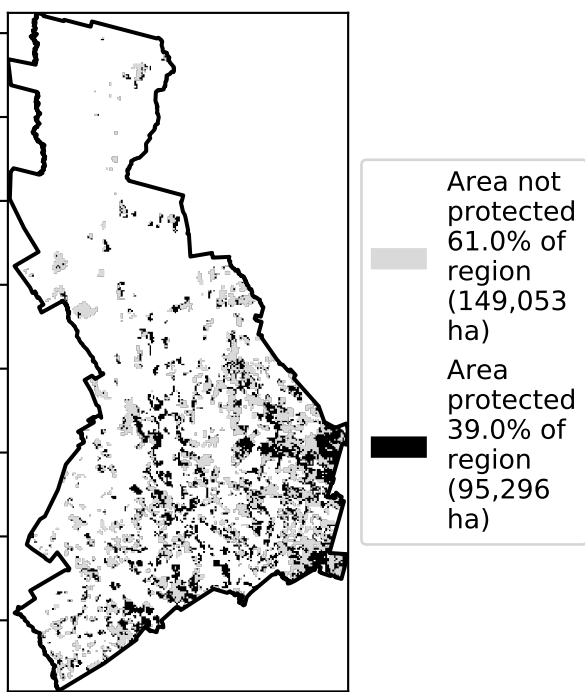 Area not
protected
61.0% of
region
(149,053
ha)
Area
protected
39.0% of
region
(95,296
ha)